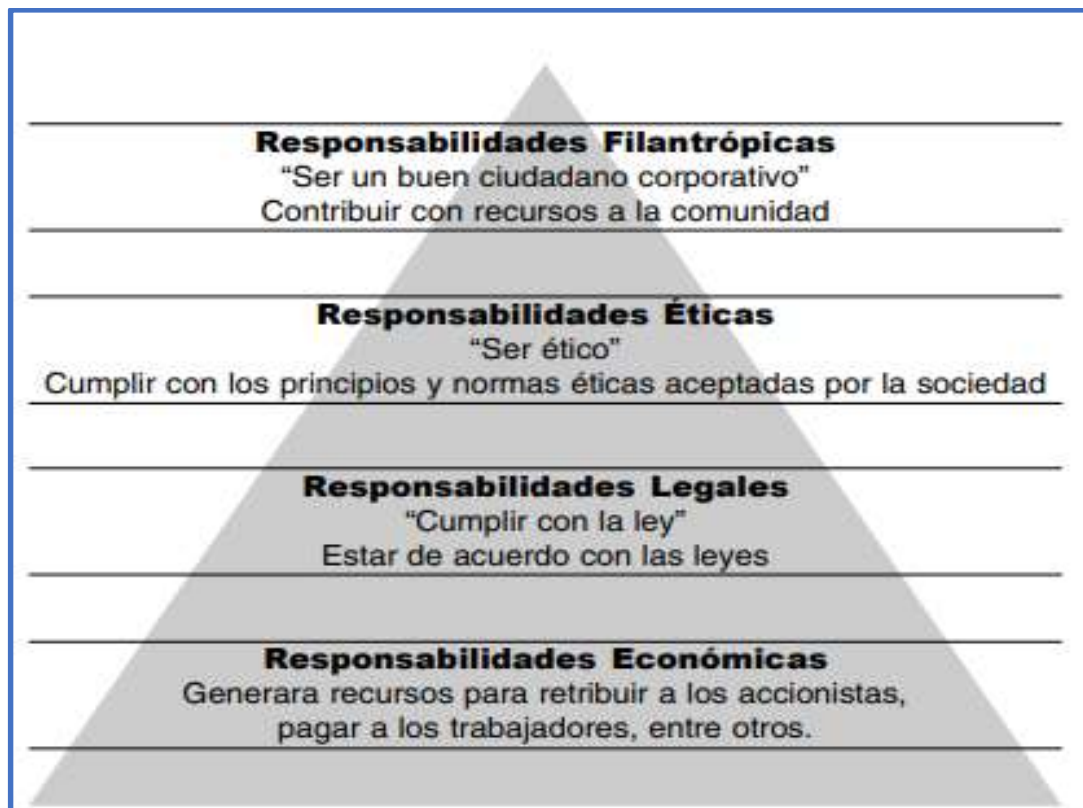 Responsabilidades Filantrópicas
“Ser un buen ciudadano corporativo”
Contribuir con recursos a la comunidad
Responsabilidades Éticas
“Ser ético”
Cumplir con los principios y normas éticas aceptadas por la sociedad
Responsabilidades Legales
“Cumplir con la ley”
Estar de acuerdo con las leyes
Responsabilidades Económicas
Generara recursos para retribuir a los accionistas,
pagar a los trabajadores, entre otros.